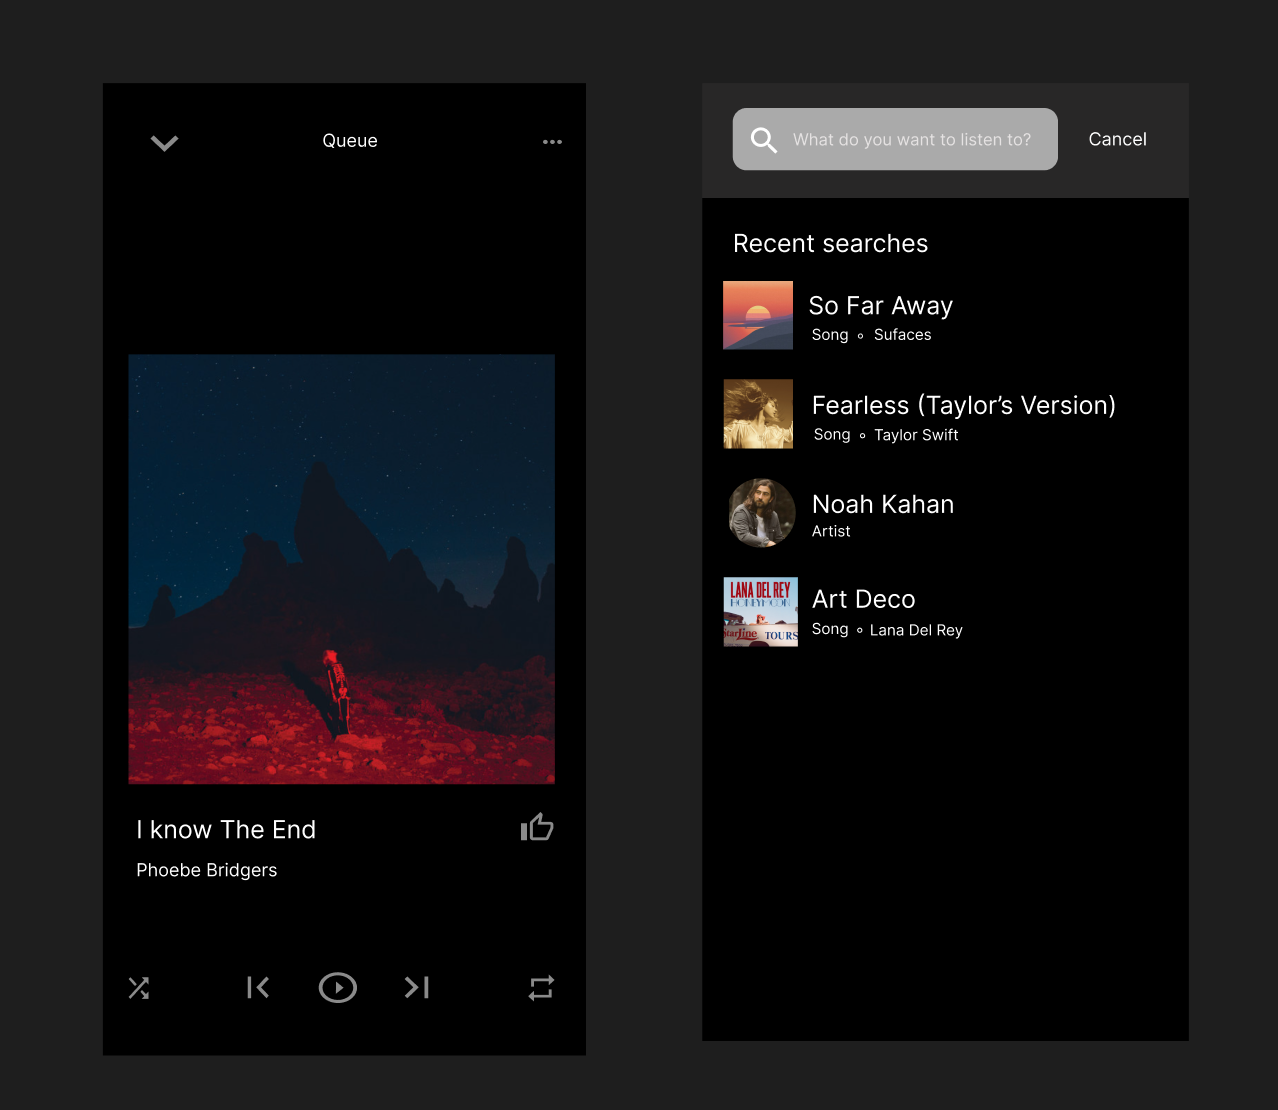 Queue
I know The End
Phoebe Bridgers
What do you want to listen to?
Cancel
Recent searches
So Far Away
Song ∘ Sufaces
Fearless (Taylor’s Version)
Song ∘ Taylor Swift
Noah Kahan
Artist
LANA DEL REY
HONEYMOON
StarLine TOURS
Art Deco
Song ∘ Lana Del Rey